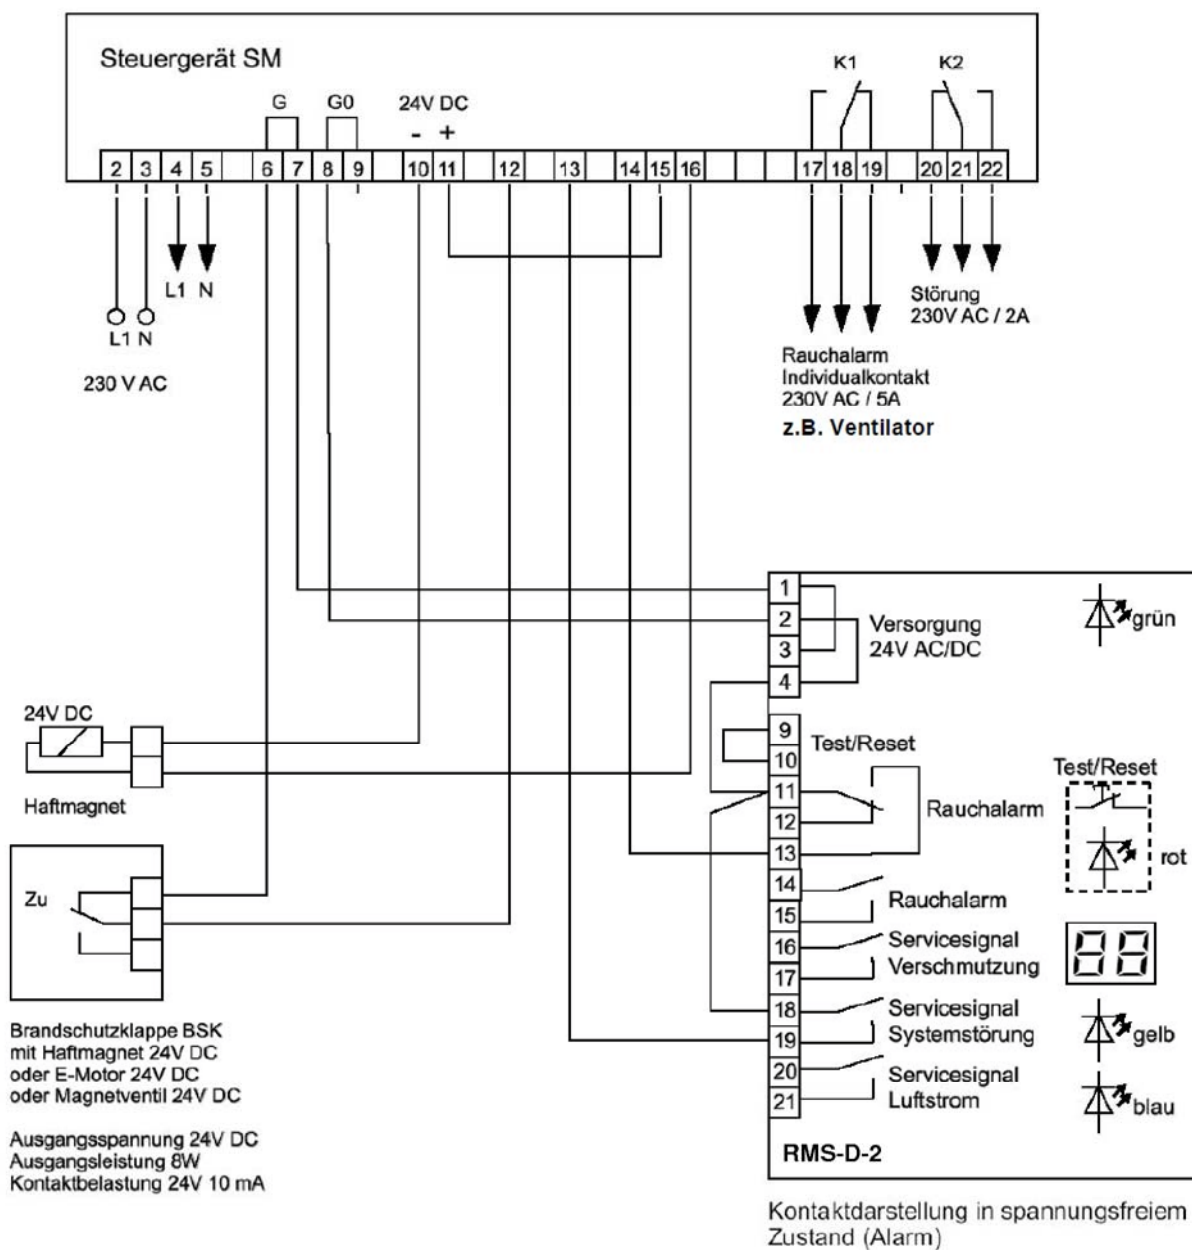 Steuergerät SM
K1
K2
G
G0
24V DC
- +
2 3 4 5 6 7 8 9 10 11 12 13 14 15 16 17 18 19 20 21 22
L1 N
L1 N
230 V AC
Störung
230V AC / 2A
Rauchalarm
Individualkontakt
230V AC / 5A
z.B. Ventilator
1
2
3
4
Versorgung
24V AC/DC
grün
24V DC
Haftmagnet
9
10
11
12
13
14
15
16
17
18
19
20
21
Test/Reset
Rauchalarm
Test/Reset
rot
Rauchalarm
Servicesignal
Verschmutzung
88
Servicesignal
Systemstörung
gelb
Servicesignal
Luftstrom
blau
RMS-D-2
Zu
Brandschutzklappe BSK
mit Haftmagnet 24V DC
oder E-Motor 24V DC
oder Magnetventil 24V DC
Ausgangsspannung 24V DC
Ausgangsleistung 8W
Kontaktbelastung 24V 10 mA
Kontaktdarstellung in spannungsfreiem
Zustand (Alarm)